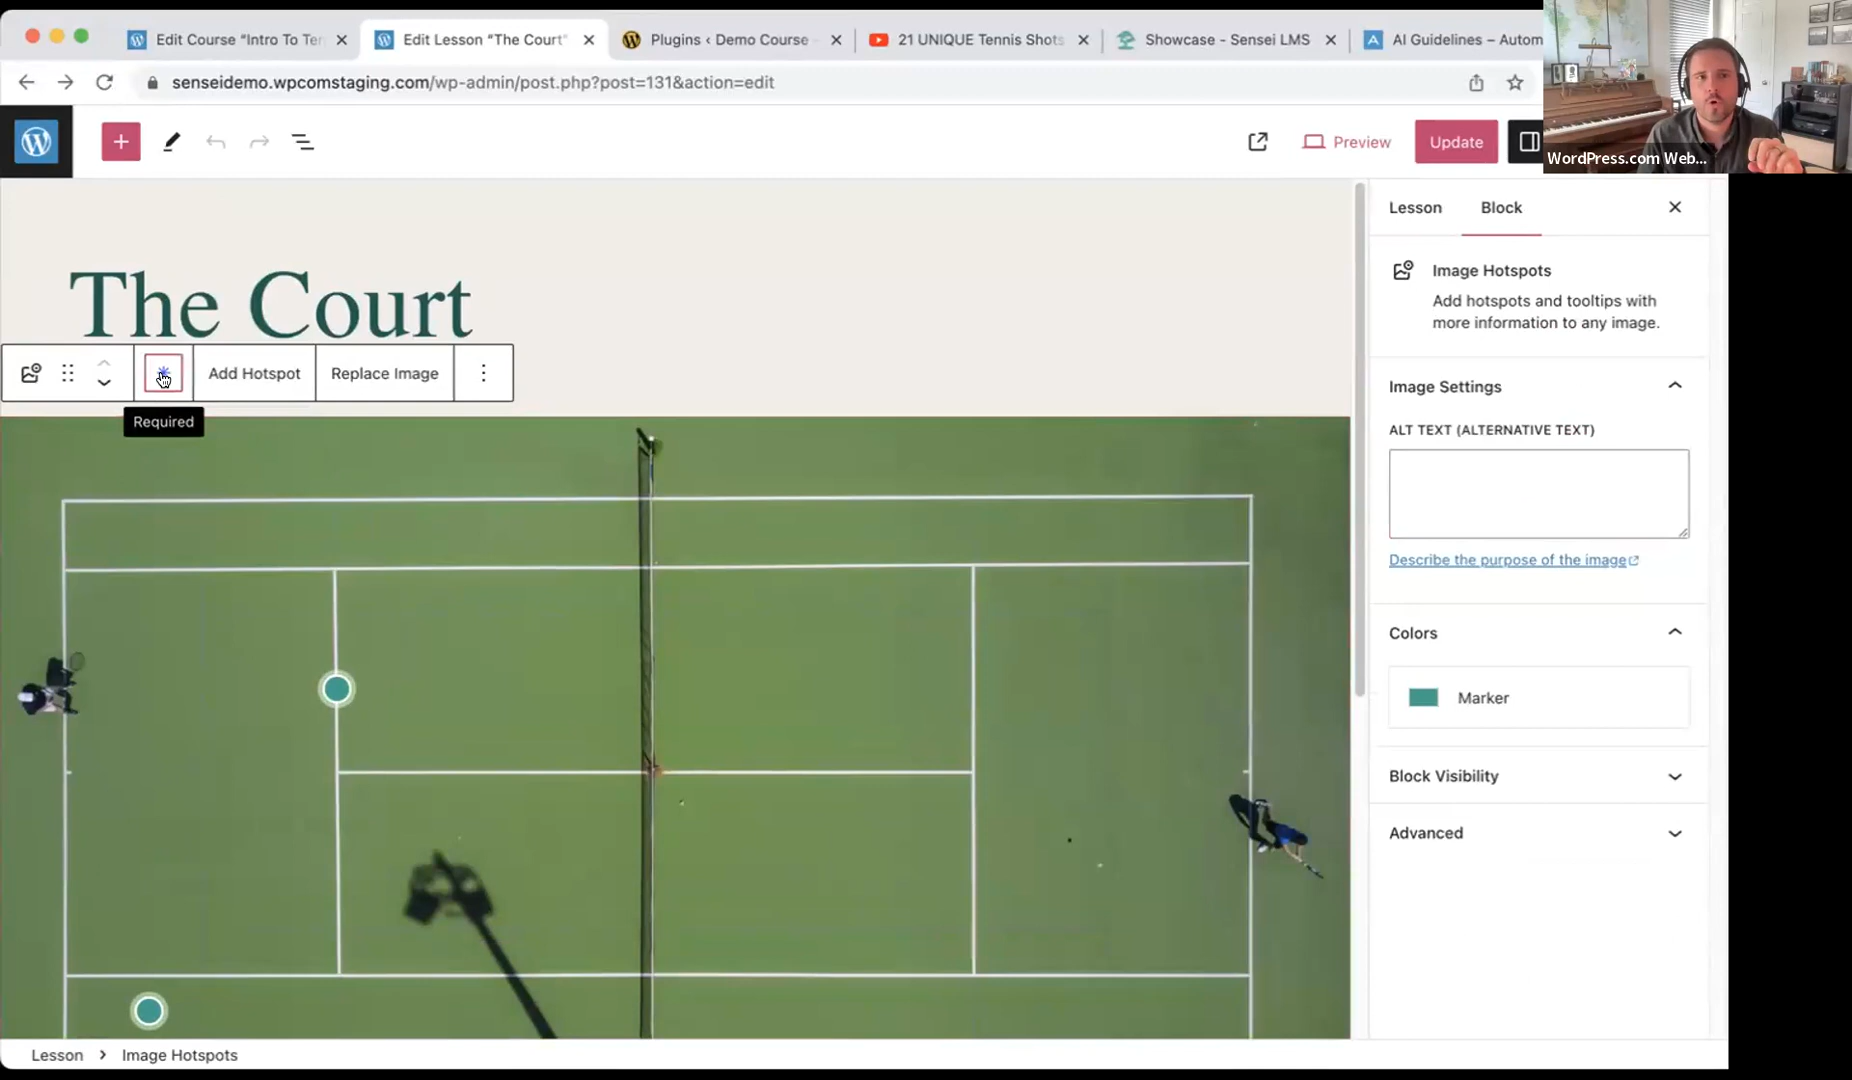 Edit Course "Intro To Ter
Edit Lesson "The Court"
Plugins ‹ Demo Course –
21 UNIQUE Tennis Shots
Showcase - Sensei LMS
AI Guidelines – Autom
senseidemo.wpcomstaging.com/wp-admin/post.php?post=131&action=edit
WordPress.com Web...
Preview
Update
Lesson
Block
The Court
Image Hotspots
Add hotspots and tooltips with
more information to any image.
Add Hotspot
Replace Image
Required
Image Settings
ALT TEXT (ALTERNATIVE TEXT)
Describe the purpose of the image
Colors
Marker
Block Visibility
Advanced
Lesson > Image Hotspots